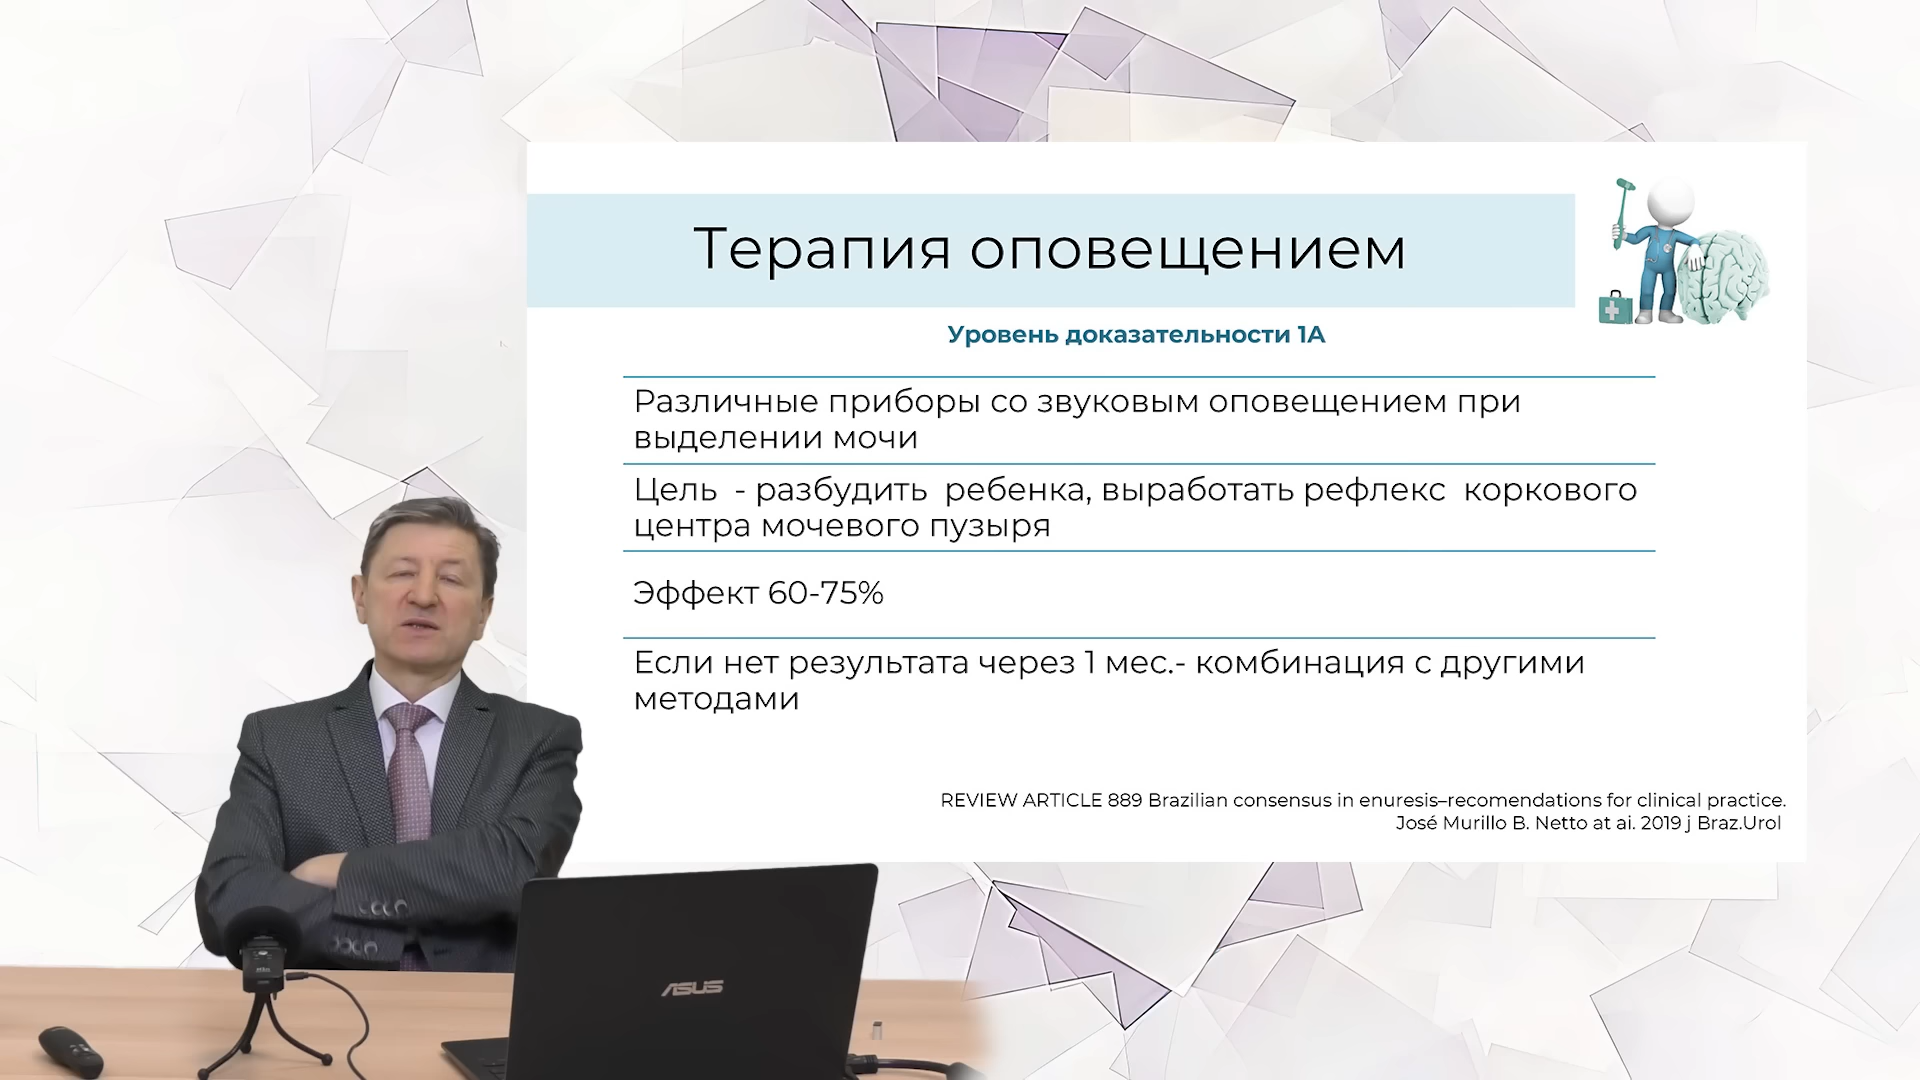 Терапия оповещением
Уровень доказательности 1А
Различные приборы со звуковым оповещением при
выделении мочи
Цель - разбудить ребенка, выработать рефлекс коркового
центра мочевого пузыря
Эффект 60-75%
Если нет результата через 1 мес.- комбинация с другими
методами
REVIEW ARTICLE 889 Brazilian consensus in enuresis–recomendations for clinical practice.
José Murillo B. Netto at ai. 2019 j Braz.Urol
ASUS